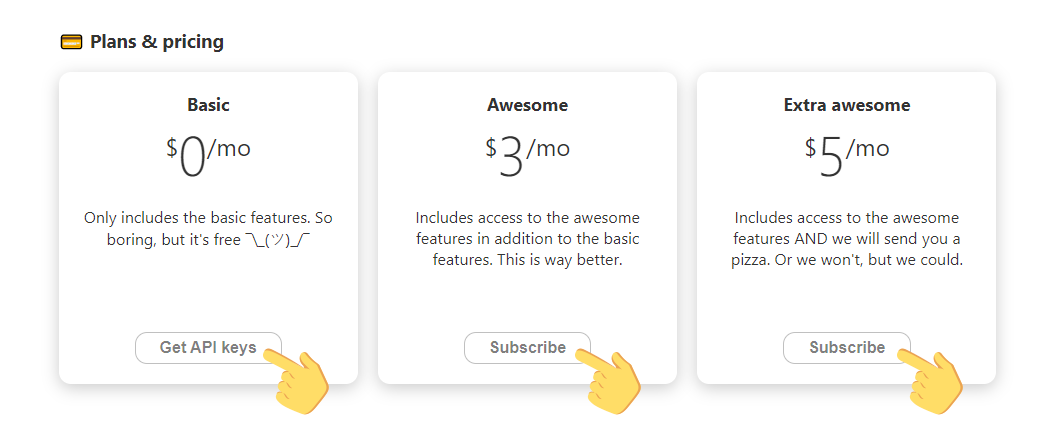 Plans & pricing
Basic
$0/mo
Only includes the basic features. So
boring, but it's free ¯\_(ツ)_/¯
Get API keys
Awesome
$3/mo
Includes access to the awesome
features in addition to the basic
features. This is way better.
Subscribe
Extra awesome
$5/mo
Includes access to the awesome
features AND we will send you a
pizza. Or we won't, but we could.
Subscribe